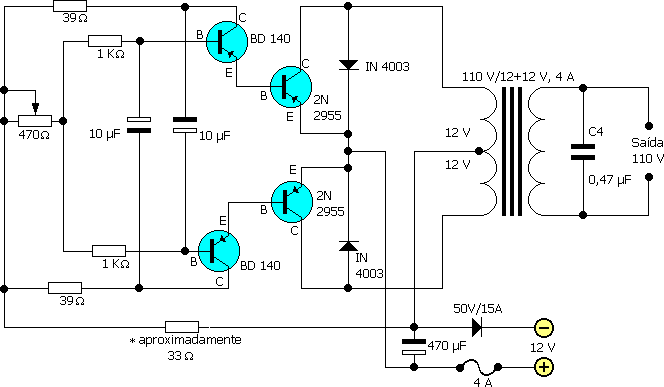 39Ω
C
C
B
BD 140
1 KΩ
E
IN 4003
110 V/12+12 V, 4 A
B
2N
2955
E
470Ω
10 µF
10 µF
12 V
12 V
C4
0,47 µF
Saída
110 V
E
2N
2955
E
B
C
1 KΩ
B
BD 140
C
IN
4003
39Ω
50V/15A
–
* aproximadamente
33 Ω
470 µF
12 V
+
4 A